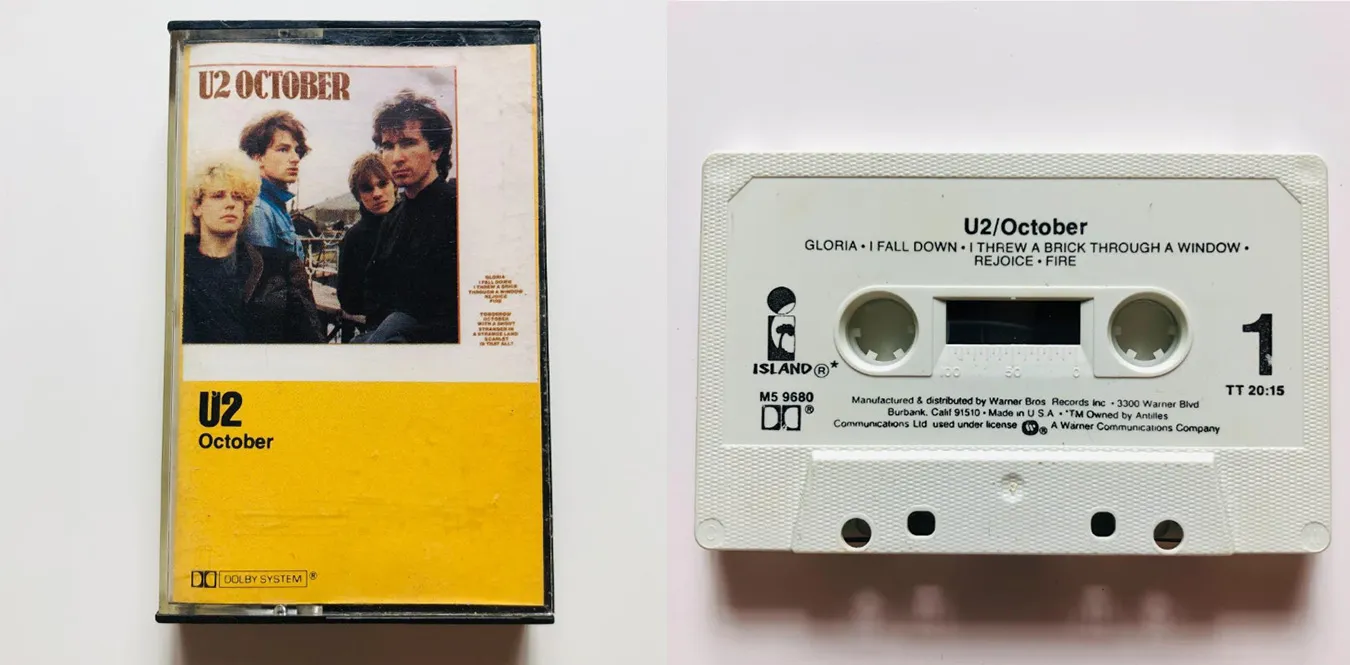 U2 OCTOBER
GLORIA
I FALL DOWN
I THREW A BRICK
THROUGH A WINDOW
REJOICE
FIRE
TOMORROW
OCTOBER
WITH A SHOUT
STRANGER IN
A STRANGE LAND
SCARLET
IS THAT ALL?
U2
October
DOLBY SYSTEM ®
U2/October
GLORIA • I FALL DOWN • I THREW A BRICK THROUGH A WINDOW •
REJOICE • FIRE
ISLAND ® *
1
TT 20:15
100 50 0
M5 9680
®
Manufactured & distributed by Warner Bros Records Inc • 3300 Warner Blvd
Burbank, Calif 91510 • Made in U S A • *TM Owned by Antilles
Communications Ltd used under license ® A Warner Communications Company